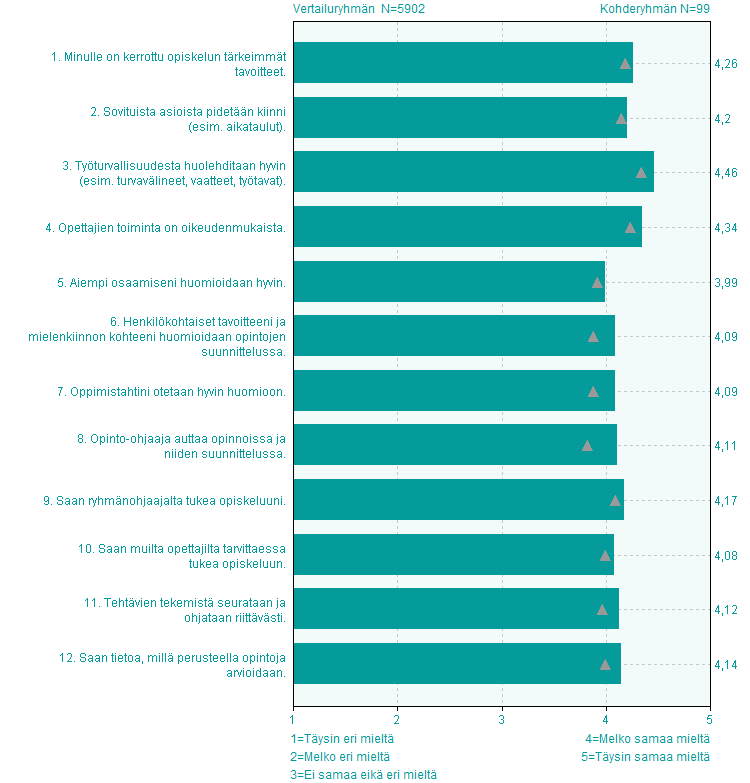 Vertailuryhmän N=5902 Kohderyhmän N=99
1. Minulle on kerrottu opiskelun tärkeimmät
tavoitteet.
4,26
2. Sovituista asioista pidetään kiinni
(esim. aikataulut).
4,2
3. Työturvallisuudesta huolehditaan hyvin
(esim. turvavälineet, vaatteet, työtavat).
4,46
4. Opettajien toiminta on oikeudenmukaista.
4,34
5. Aiempi osaamiseni huomioidaan hyvin.
3,99
6. Henkilökohtaiset tavoitteeni ja
mielenkiinnon kohteeni huomioidaan opintojen
suunnittelussa.
4,09
7. Oppimistahtini otetaan hyvin huomioon.
4,09
8. Opinto-ohjaaja auttaa opinnoissa ja
niiden suunnittelussa.
4,11
9. Saan ryhmänohjaajalta tukea opiskeluuni.
4,17
10. Saan muilta opettajilta tarvittaessa
tukea opiskeluun.
4,08
11. Tehtävien tekemistä seurataan ja
ohjataan riittävästi.
4,12
12. Saan tietoa, millä perusteella opintoja
arvioidaan.
4,14
1 2 3 4 5
1=Täysin eri mieltä 4=Melko samaa mieltä
2=Melko eri mieltä 5=Täysin samaa mieltä
3=Ei samaa eikä eri mieltä